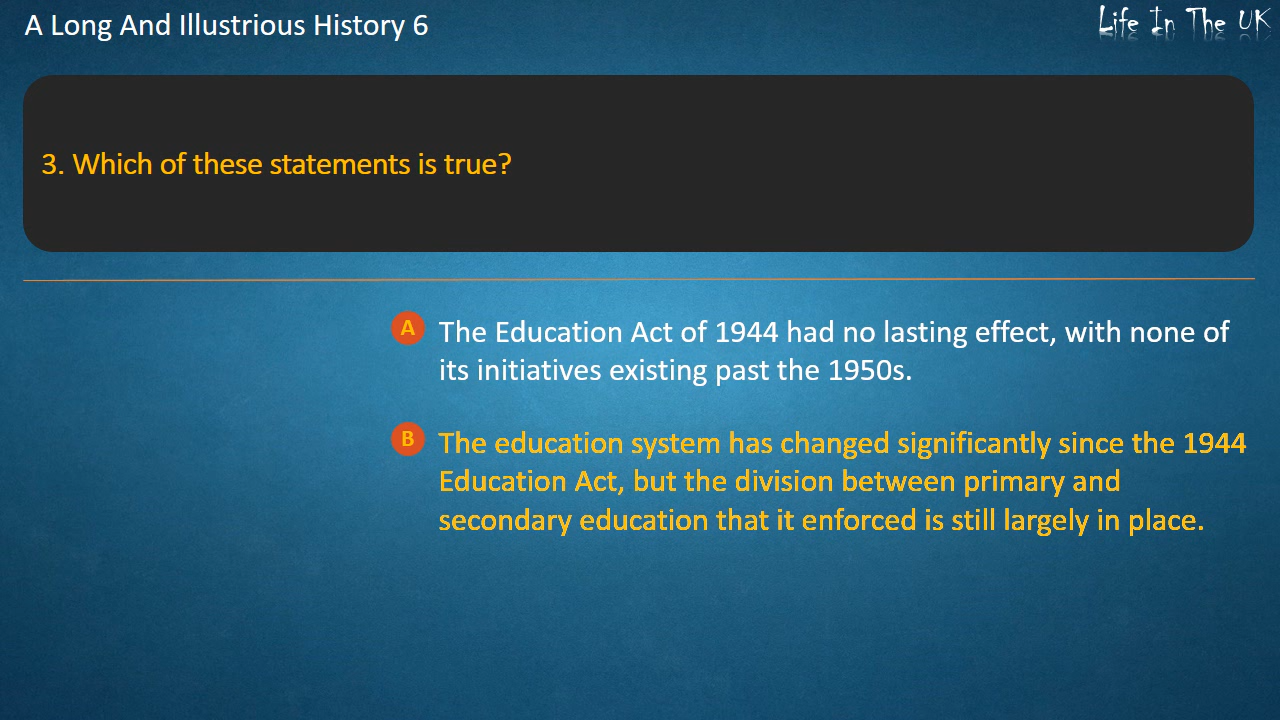 A Long And Illustrious History 6
Life In The UK
3. Which of these statements is true?
A The Education Act of 1944 had no lasting effect, with none of
its initiatives existing past the 1950s.
B The education system has changed significantly since the 1944
Education Act, but the division between primary and
secondary education that it enforced is still largely in place.